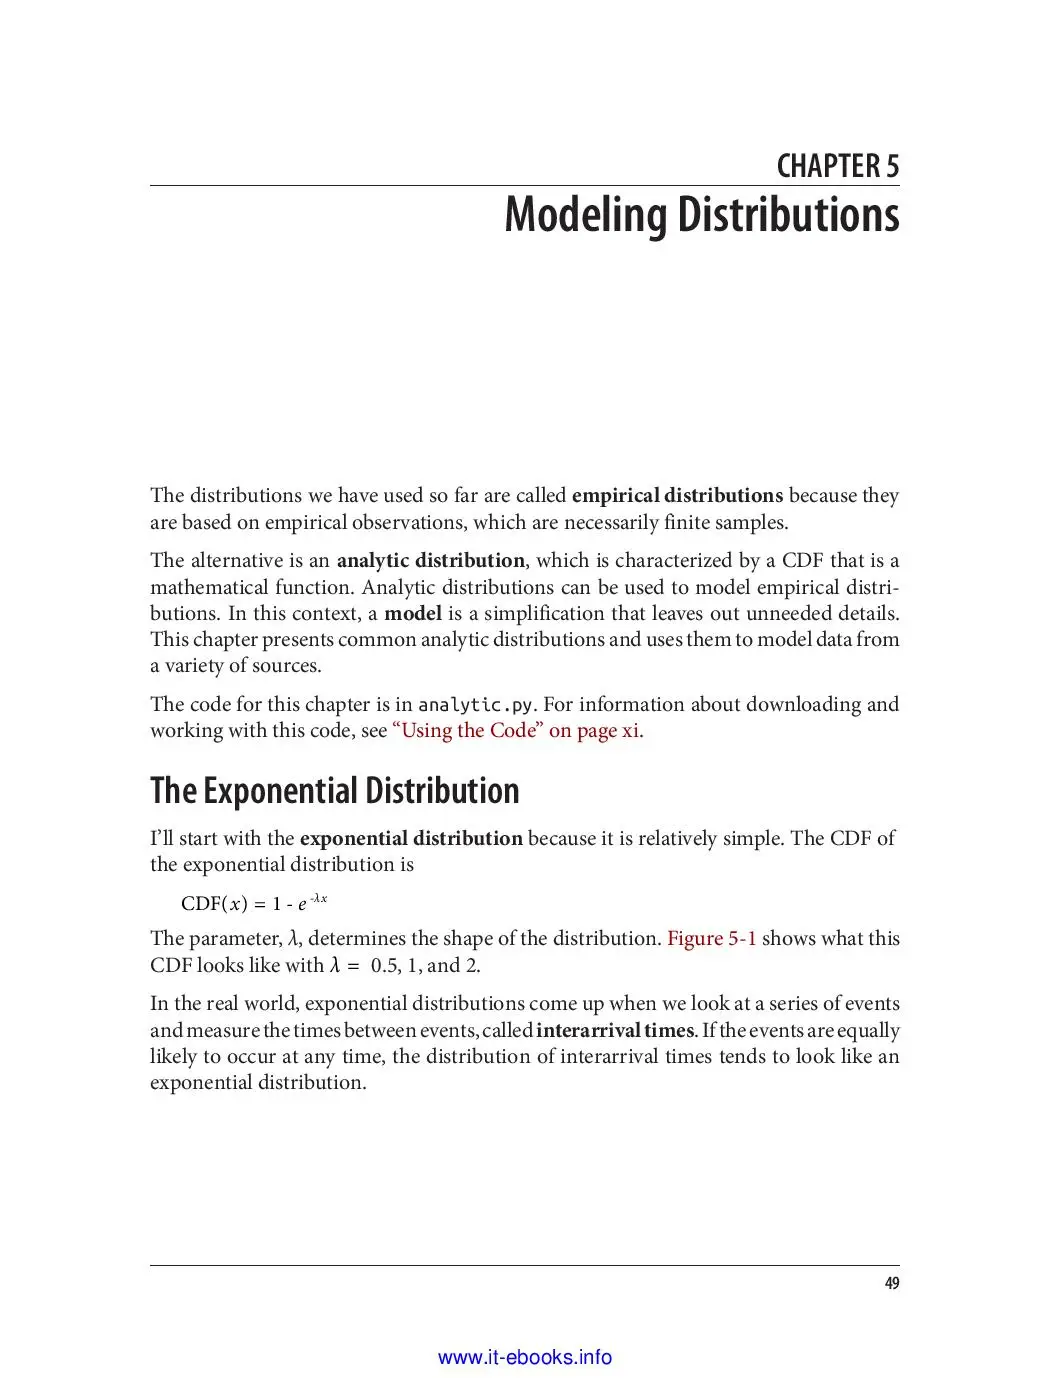 CHAPTER 5
Modeling Distributions
The distributions we have used so far are called empirical distributions because they
are based on empirical observations, which are necessarily finite samples.
The alternative is an analytic distribution, which is characterized by a CDF that is a
mathematical function. Analytic distributions can be used to model empirical distri-
butions. In this context, a model is a simplification that leaves out unneeded details.
This chapter presents common analytic distributions and uses them to model data from
a variety of sources.
The code for this chapter is in analytic.py. For information about downloading and
working with this code, see “Using the Code” on page xi.
The Exponential Distribution
I’ll start with the exponential distribution because it is relatively simple. The CDF of
the exponential distribution is
CDF(x) = 1 - e^-λx
The parameter, λ, determines the shape of the distribution. Figure 5-1 shows what this
CDF looks like with λ = 0.5, 1, and 2.
In the real world, exponential distributions come up when we look at a series of events
and measure the times between events, called interarrival times. If the events are equally
likely to occur at any time, the distribution of interarrival times tends to look like an
exponential distribution.
49
www.it-ebooks.info